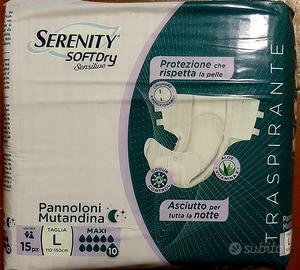 SERENITY
SOFTDRY
Sensitive
Protezione che
rispetta la pelle
ALOE
Asciutto per
tutta la notte
TRASPIRANTE
Pannoloni
Mutandina
15pz
TAGLIA
L
110-150cm
MAXI
10
subito